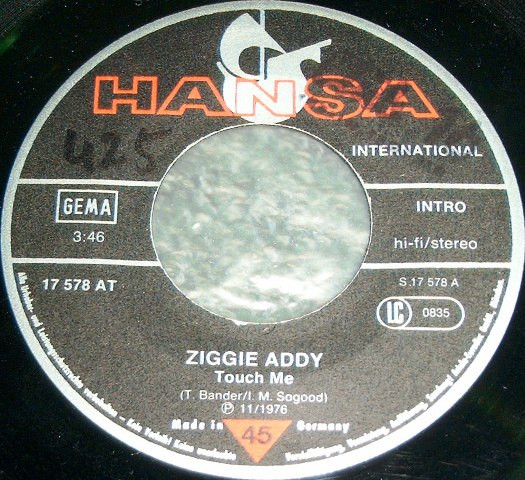 HANSA
425
INTERNATIONAL
GEMA
INTRO
3:46
hi-fi/stereo
17 578 AT
S.17 578 A
LC 0835
ZIGGIE ADDY
Touch Me
(T. Bander/I. M. Sogood)
Ⓟ 11/1976
Made in Germany
45